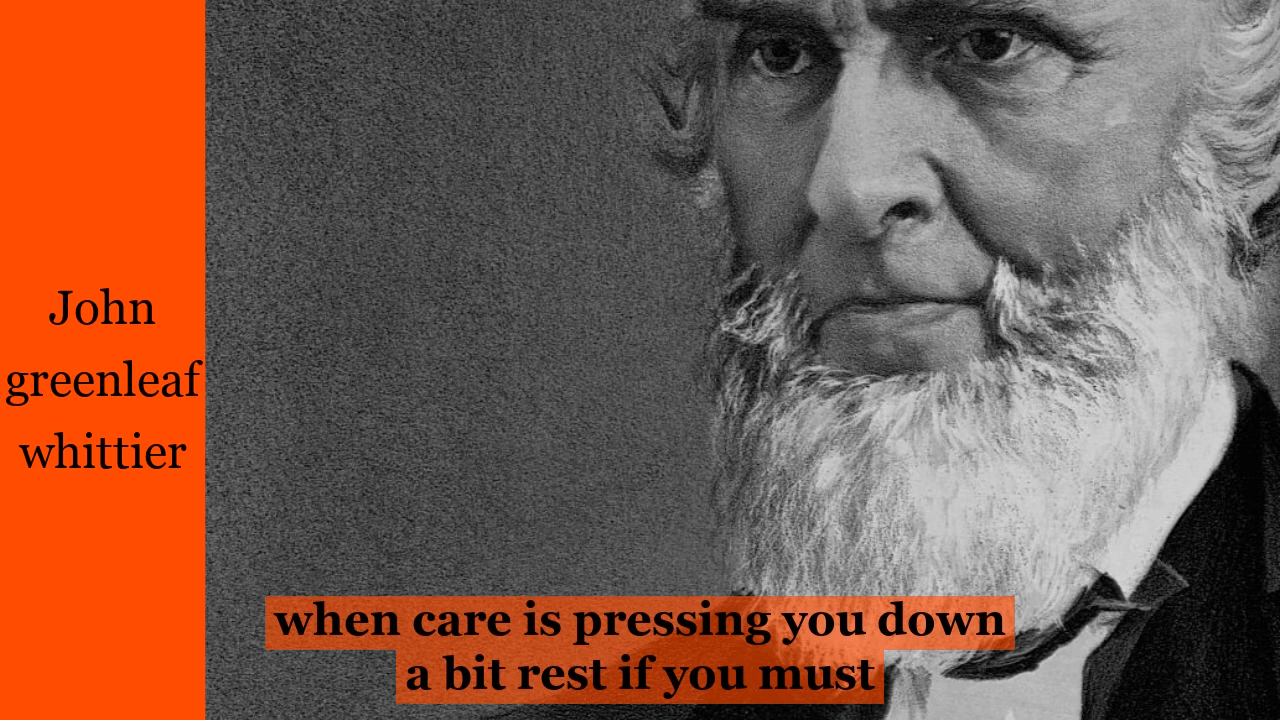 John
greenleaf
whittier
when care is pressing you down
a bit rest if you must